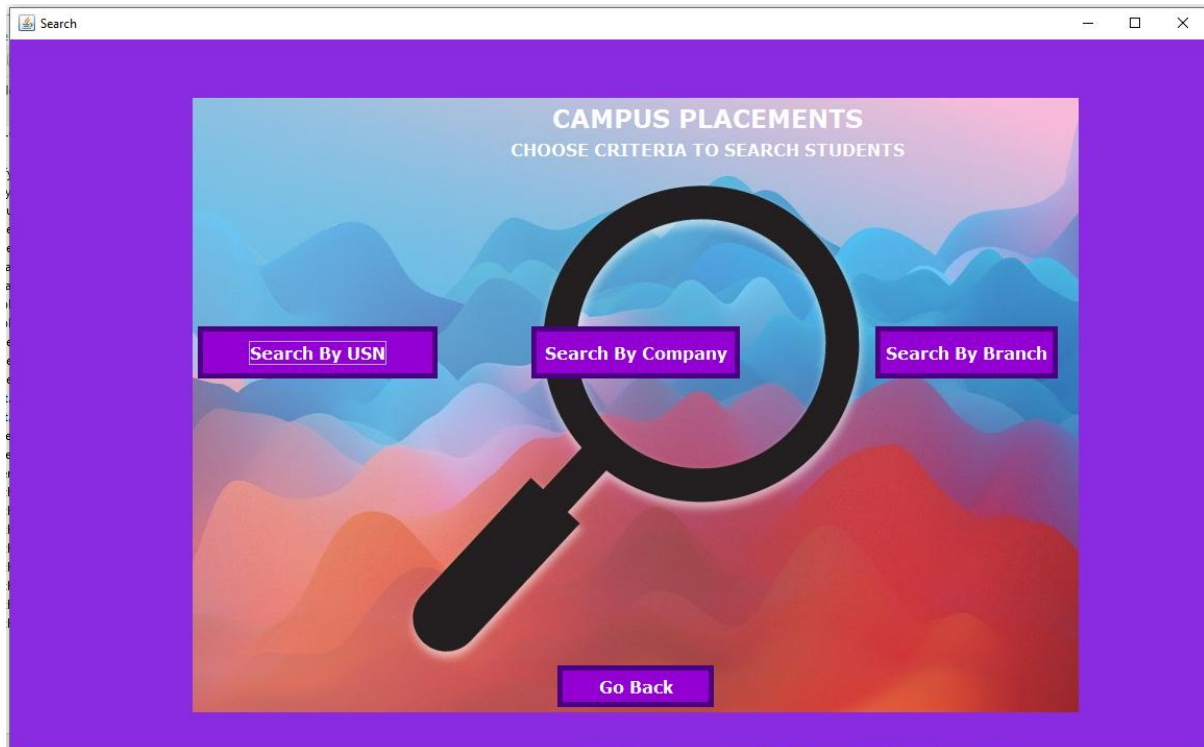 Search
CAMPUS PLACEMENTS
CHOOSE CRITERIA TO SEARCH STUDENTS
Search By USN
Search By Company
Search By Branch
Go Back